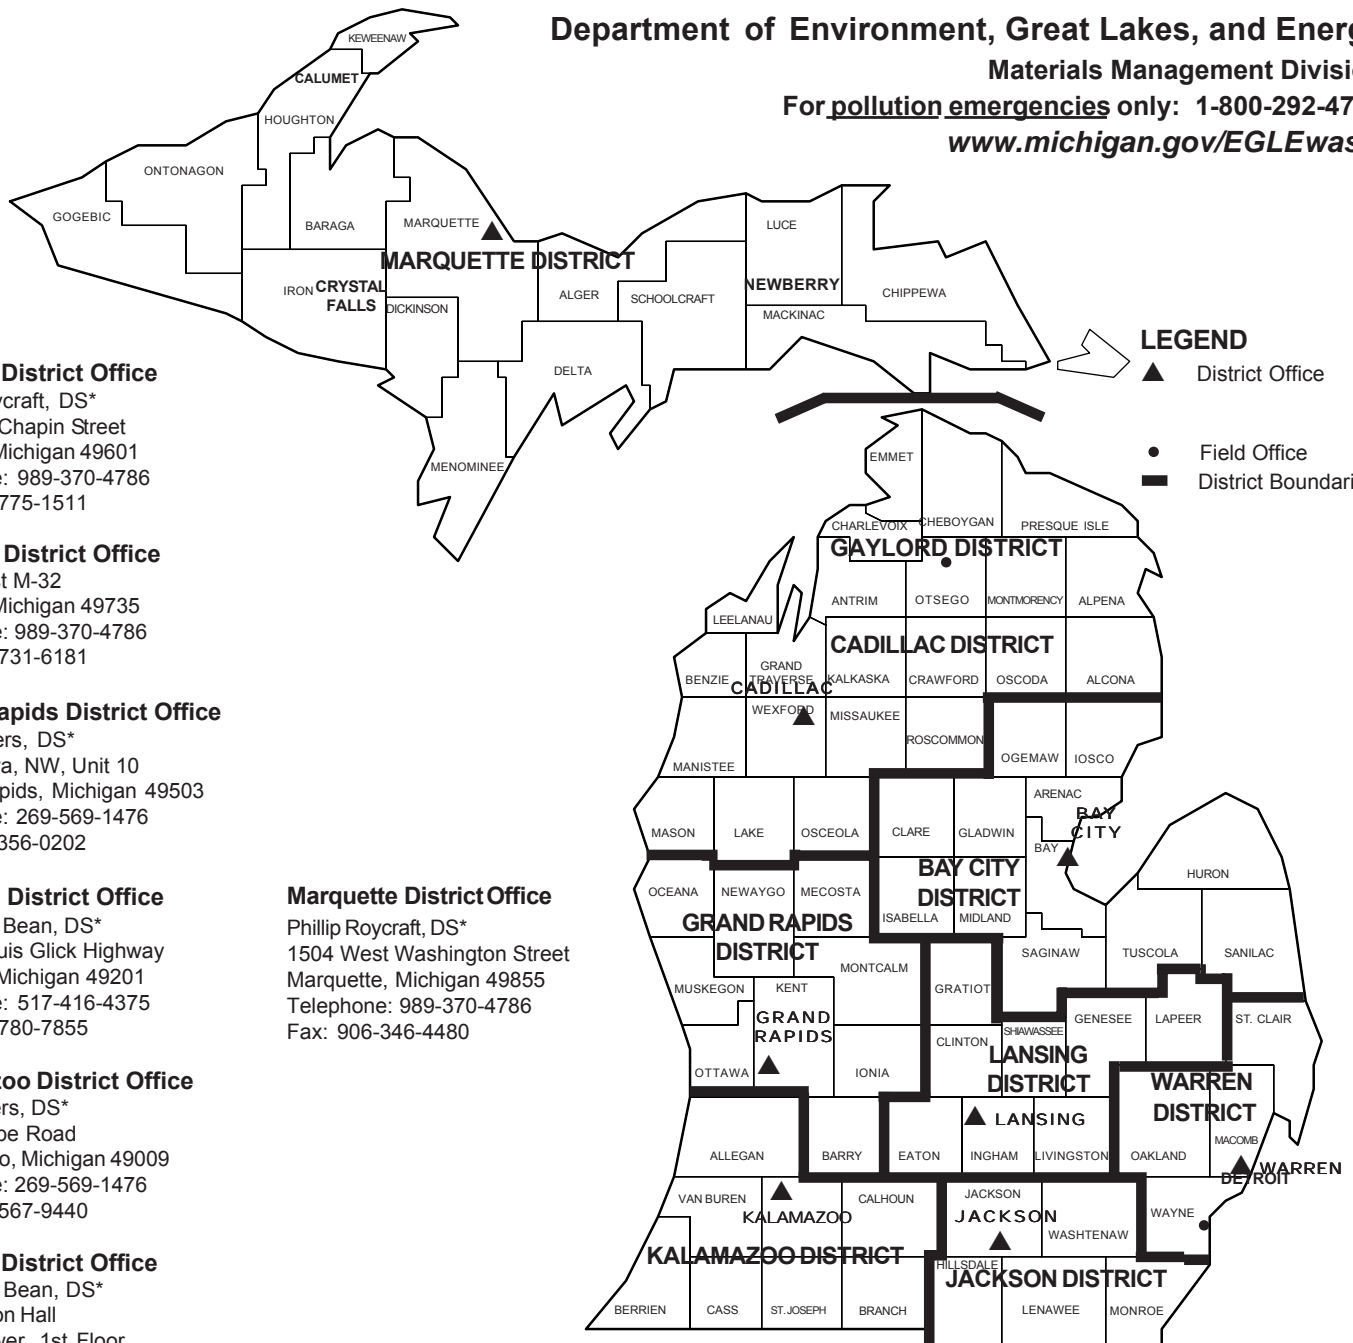 Department of Environment, Great Lakes, and Energ
Materials Management Divisi
For pollution emergencies only: 1-800-292-47
www.michigan.gov/EGLEwas
KEWEENAW
CALUMET
HOUGHTON
ONTONAGON
GOGEBIC
BARAGA
MARQUETTE
MARQUETTE DISTRICT
LUCE
IRON
CRYSTAL
FALLS
DICKINSON
ALGER
SCHOOLCRAFT
NEWBERRY
CHIPPEWA
MACKINAC
DELTA
MENOMINEE
LEGEND
District Office
Field Office
District Boundari
District Office
ycraft, DS*
Chapin Street
Michigan 49601
e: 989-370-4786
775-1511
District Office
st M-32
Michigan 49735
e: 989-370-4786
731-6181
apids District Office
ers, DS*
va, NW, Unit 10
pids, Michigan 49503
e: 269-569-1476
356-0202
District Office
Bean, DS*
uis Glick Highway
Michigan 49201
e: 517-416-4375
780-7855
zoo District Office
ers, DS*
be Road
o, Michigan 49009
e: 269-569-1476
567-9440
District Office
Bean, DS*
on Hall
wer, 1st Floor
Marquette District Office
Phillip Roycraft, DS*
1504 West Washington Street
Marquette, Michigan 49855
Telephone: 989-370-4786
Fax: 906-346-4480
EMMET
CHARLEVOIX
CHEBOYGAN
PRESQUE ISLE
GAYLORD DISTRICT
ANTRIM
OTSEGO
MONTMORENCY
ALPENA
LEELANAU
CADILLAC DISTRICT
BENZIE
GRAND
TRAVERSE
KALKASKA
CRAWFORD
OSCODA
ALCONA
CADILLAC
WEXFORD
MISSAUKEE
ROSCOMMON
OGEMAW
IOSCO
MANISTEE
ARENAC
BAY
CITY
MASON
LAKE
OSCEOLA
CLARE
GLADWIN
BAY
BAY CITY
DISTRICT
HURON
OCEANA
NEWAYGO
MECOSTA
ISABELLA
MIDLAND
GRAND RAPIDS
DISTRICT
SAGINAW
TUSCOLA
SANILAC
MONTCALM
MUSKEGON
KENT
GRATIOT
GRAND
RAPIDS
CLINTON
SHIAWASSEE
GENESEE
LAPEER
ST. CLAIR
LANSING
DISTRICT
OTTAWA
IONIA
WARREN
DISTRICT
LANSING
ALLEGAN
BARRY
EATON
INGHAM
LIVINGSTON
OAKLAND
MACOMB
WARREN
DETROIT
VAN BUREN
KALAMAZOO
CALHOUN
JACKSON
JACKSON
WASHTENAW
WAYNE
KALAMAZOO DISTRICT
HILLSDALE
JACKSON DISTRICT
BERRIEN
CASS
ST. JOSEPH
BRANCH
LENAWEE
MONROE